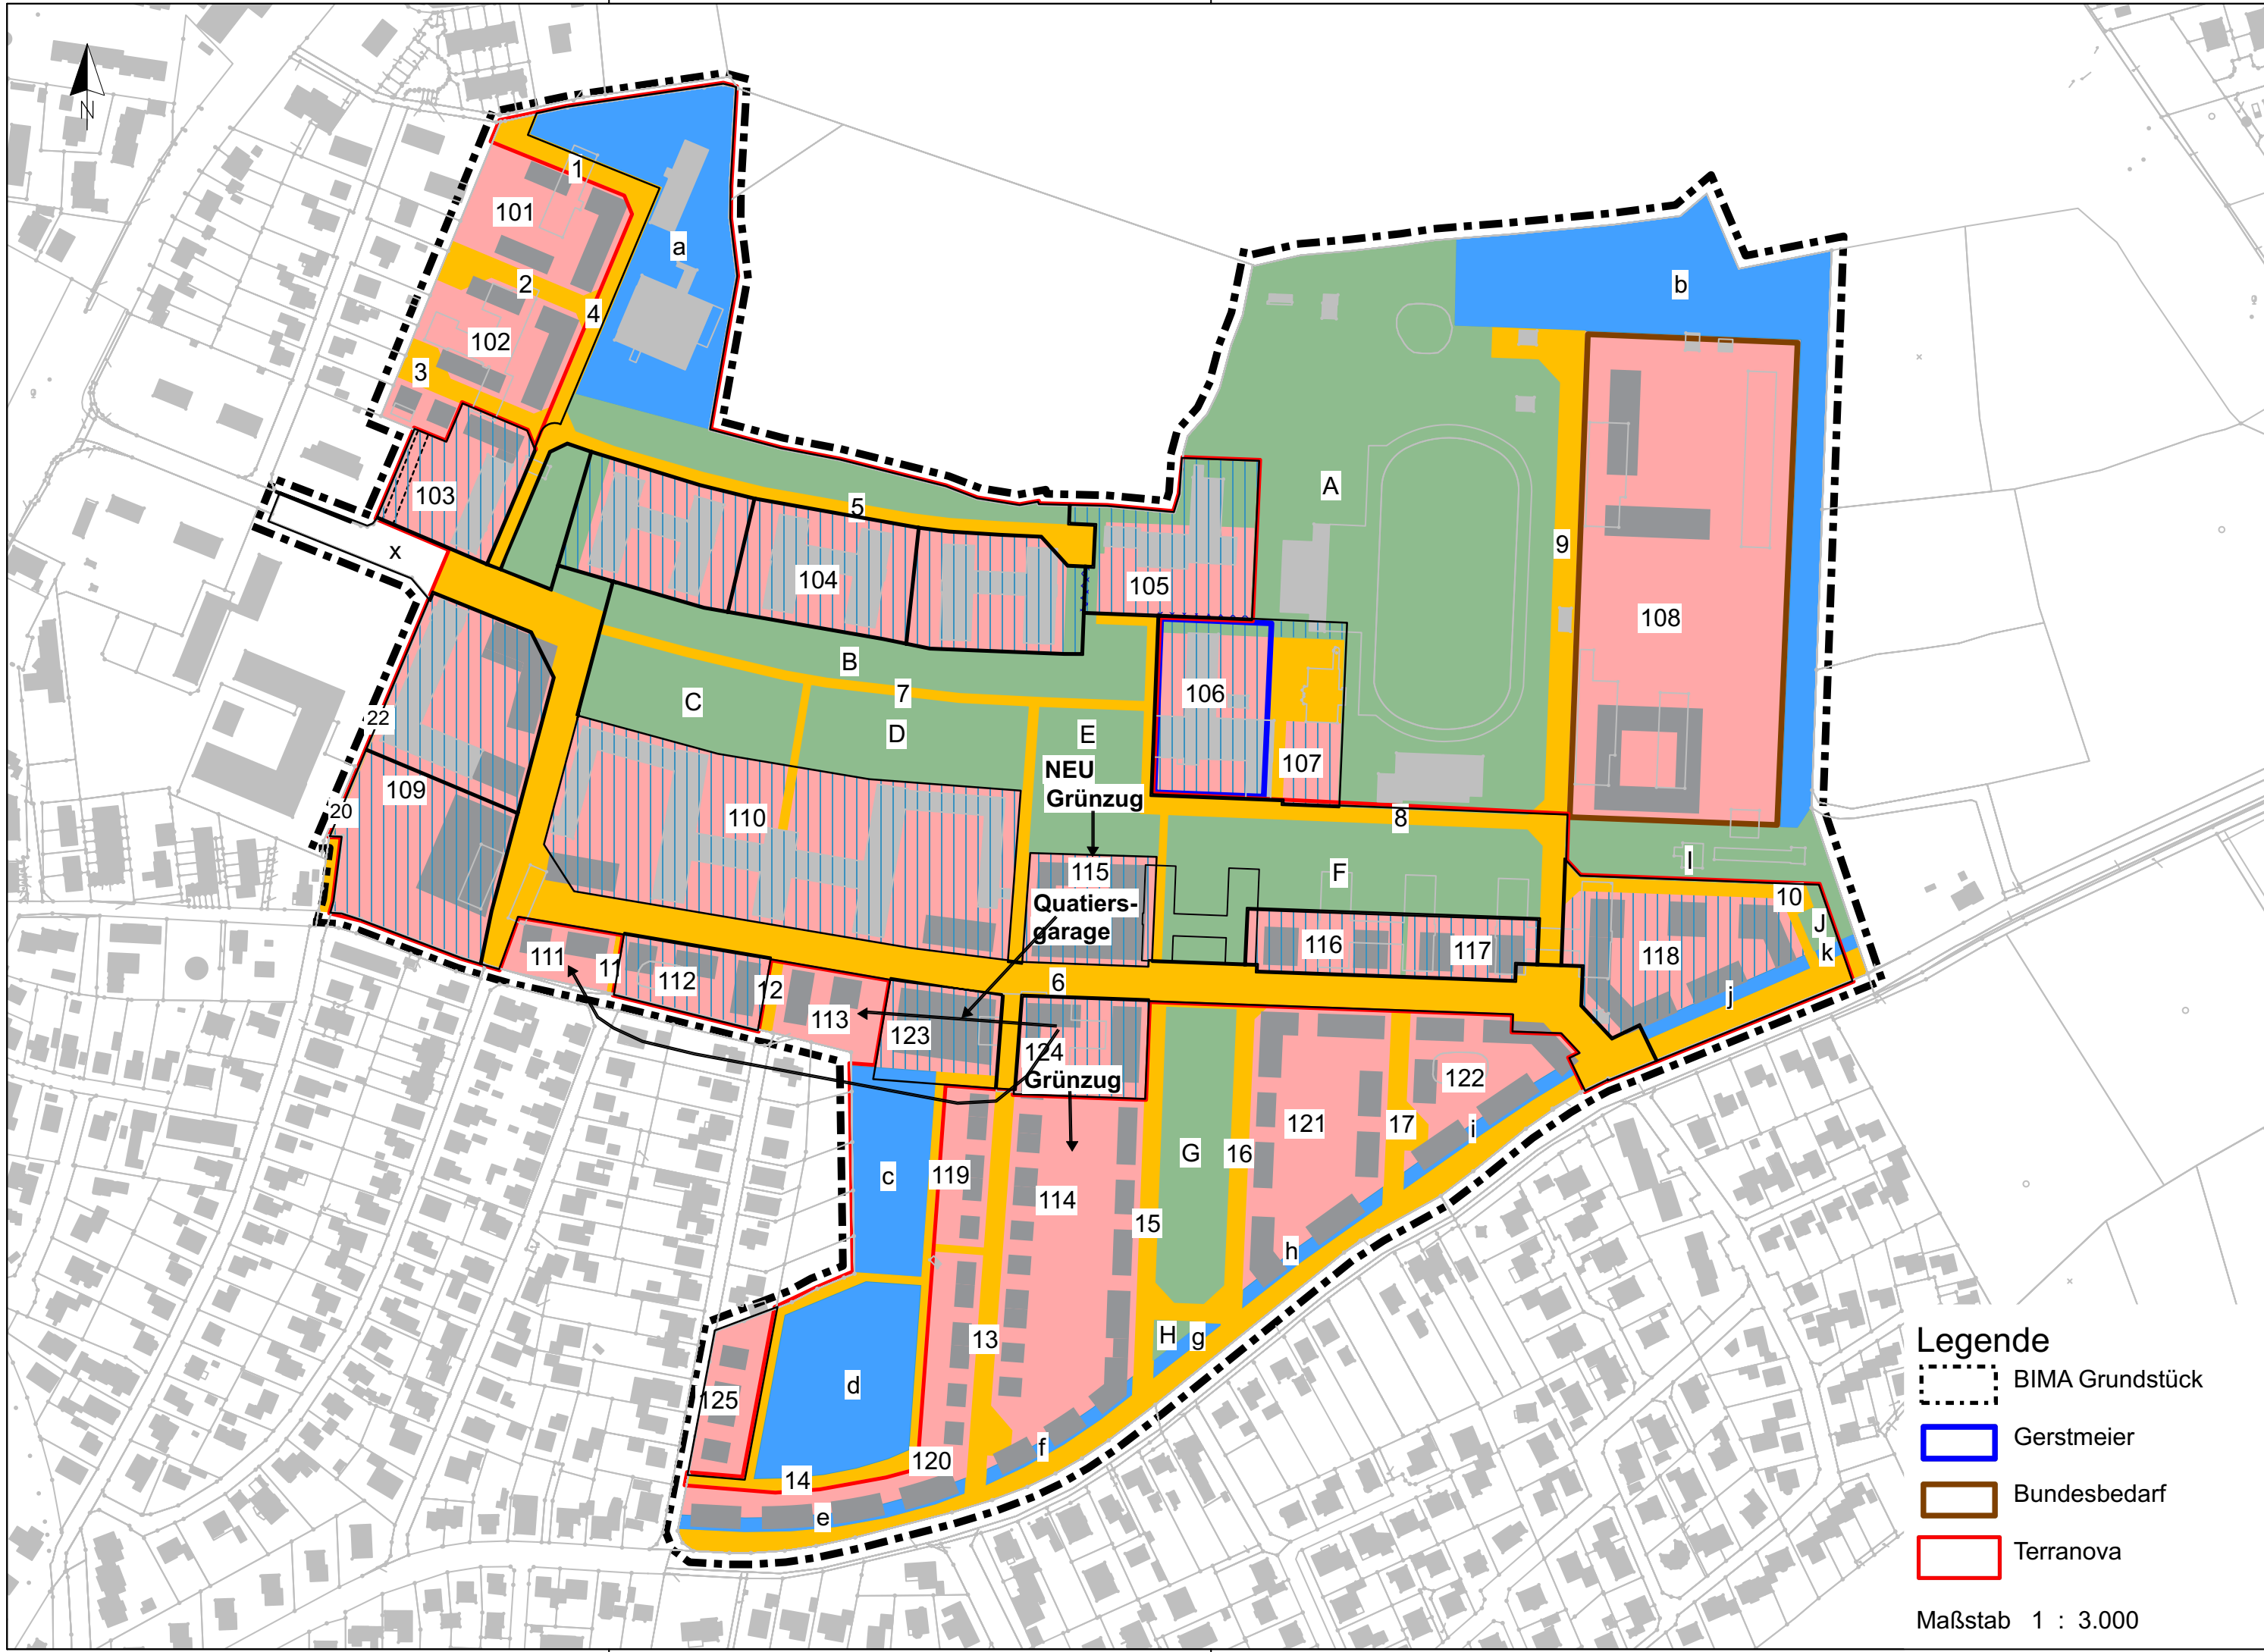 N
1
101
a
2
4
102
3
b
103
x
5
104
A
105
9
108
B
7
C
D
E
106
22
109
20
110
NEU
Grünzug
107
8
115
F
l
10
J
k
Quatiers-
garage
116
117
118
j
111
11
112
12
113
6
123
124
Grünzug
122
121
17
i
c
119
114
G
16
15
h
13
H
g
d
125
120
f
14
e
Legende
BIMA Grundstück
Gerstmeier
Bundesbedarf
Terranova
Maßstab 1 : 3.000